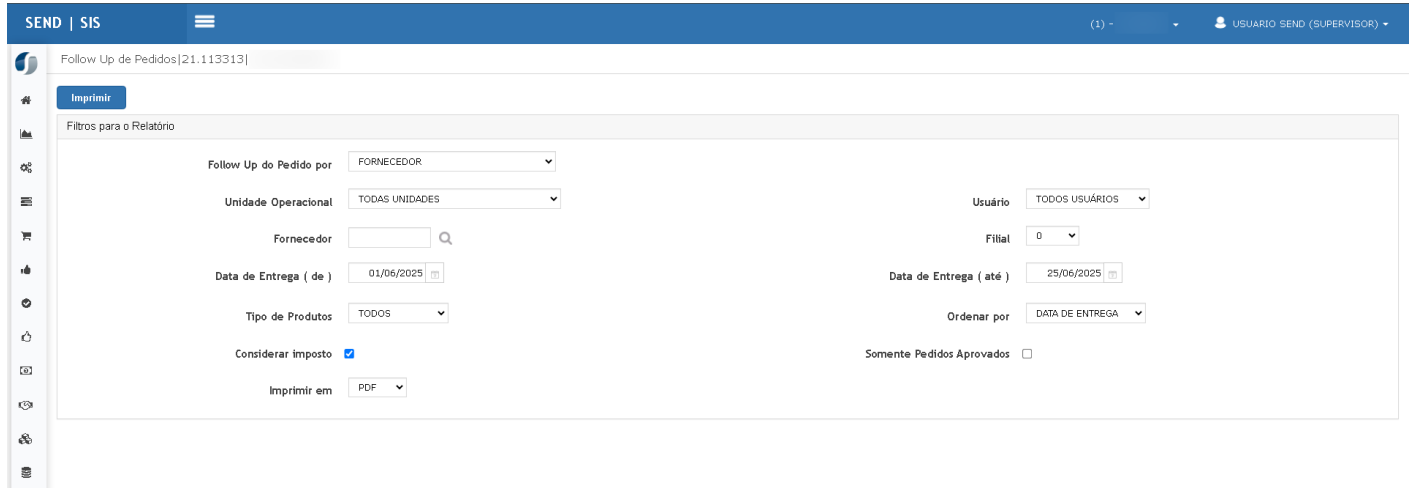 SEND | SIS
(1) -
USUARIO SEND (SUPERVISOR)
Follow Up de Pedidos|21.113313|
Imprimir
Filtros para o Relatório
Follow Up do Pedido por FORNECEDOR
Unidade Operacional TODAS UNIDADES Usuário TODOS USUÁRIOS
Fornecedor Filial 0
Data de Entrega ( de ) 01/06/2025 Data de Entrega ( até ) 25/06/2025
Tipo de Produtos TODOS Ordenar por DATA DE ENTREGA
Considerar imposto Somente Pedidos Aprovados
Imprimir em PDF